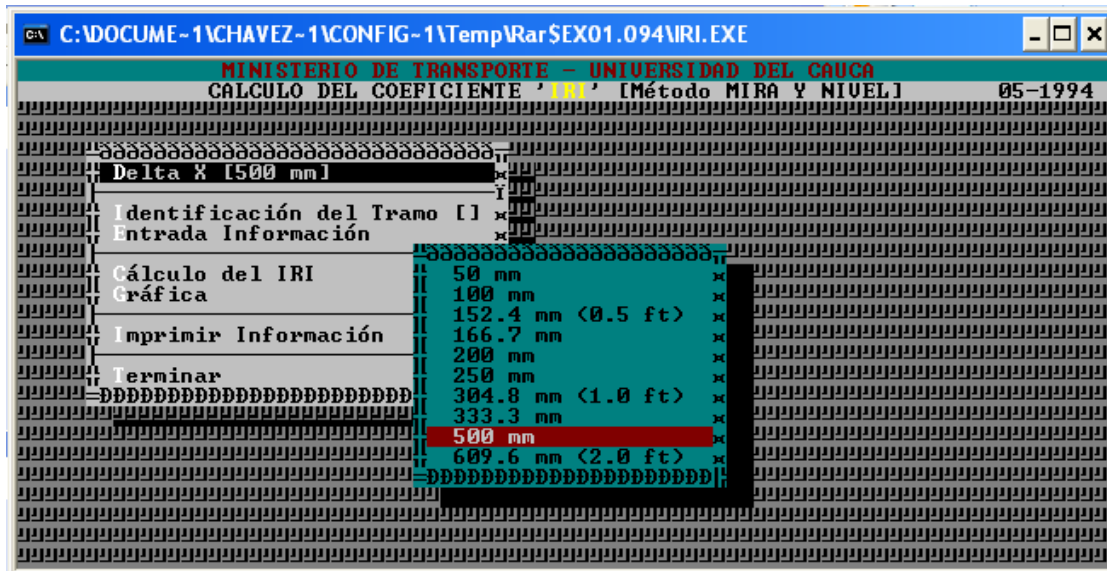 C:\DOCUME~1\CHAVEZ~1\CONFIG~1\Temp\Rar$EX01.094\IRI.EXE
MINISTERIO DE TRANSPORTE - UNIVERSIDAD DEL CAUCA
CALCULO DEL COEFICIENTE 'IRI' [Método MIRA Y NIVEL] 05-1994
Delta X [500 mm]
Identificación del Tramo []
Entrada Información
Cálculo del IRI
Gráfica
Imprimir Información
Terminar
50 mm
100 mm
152.4 mm (0.5 ft)
166.7 mm
200 mm
250 mm
304.8 mm (1.0 ft)
333.3 mm
500 mm
609.6 mm (2.0 ft)